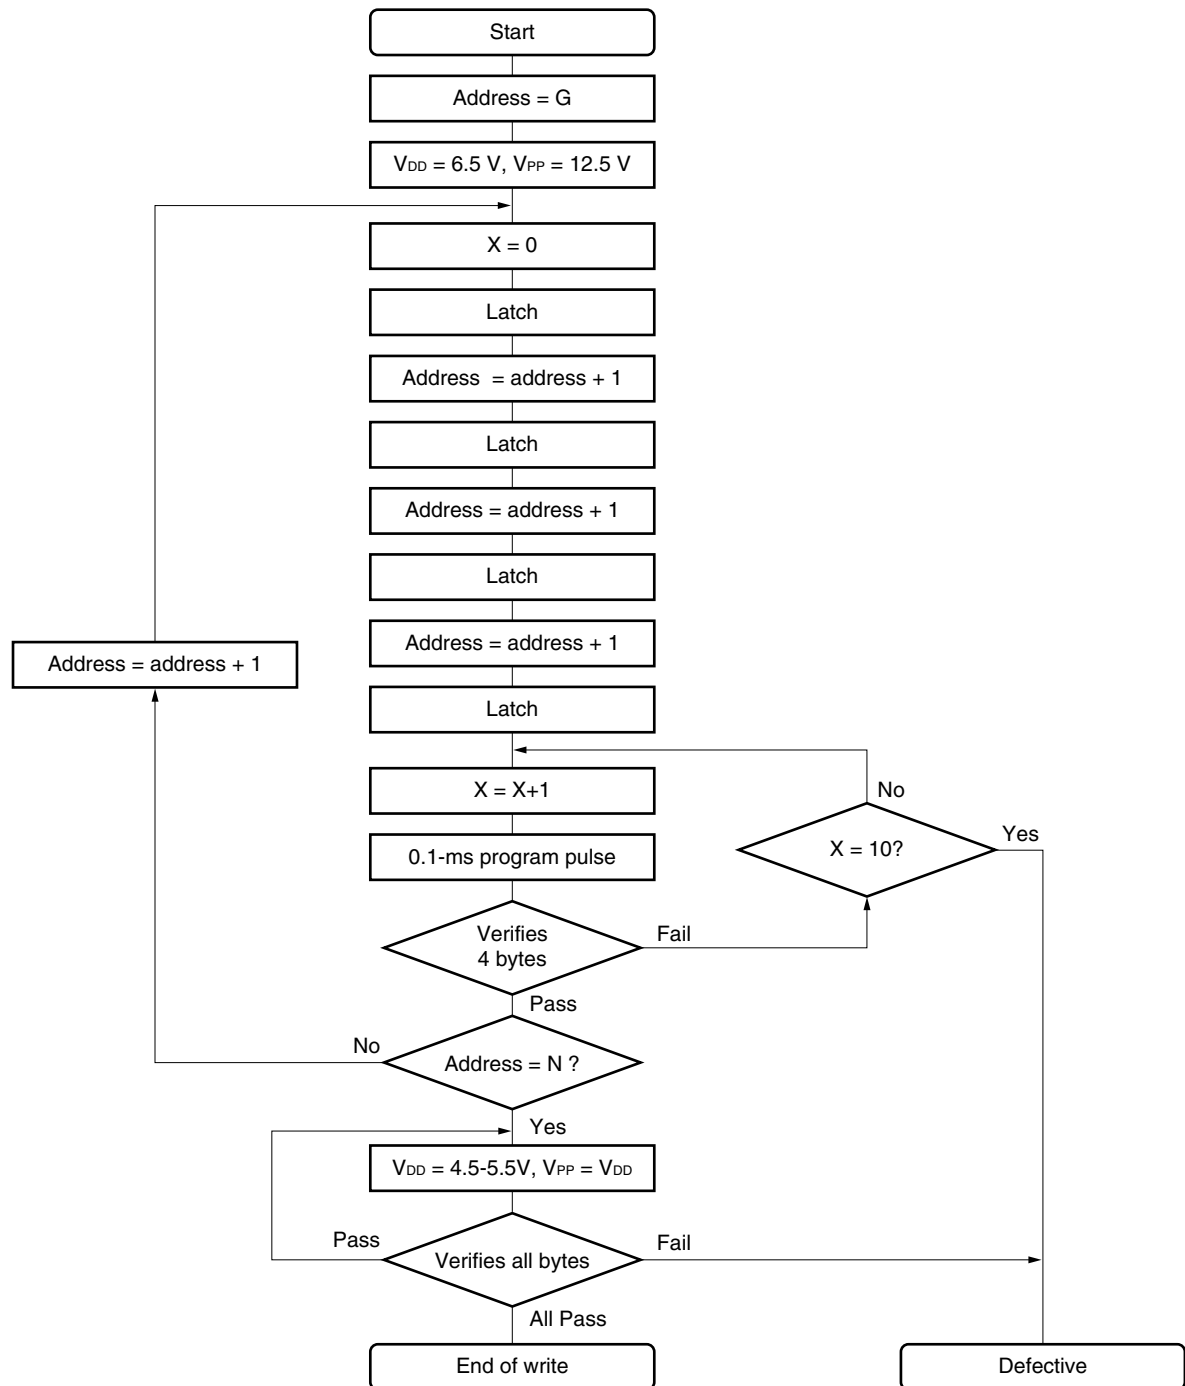 Start
Address = G
VDD = 6.5 V, VPP = 12.5 V
X = 0
Latch
Address = address + 1
Latch
Address = address + 1
Latch
Address = address + 1
Address = address + 1
Latch
X = X+1
No
Yes
X = 10?
0.1-ms program pulse
Verifies
4 bytes
Fail
Pass
No
Address = N ?
Yes
VDD = 4.5-5.5V, VPP = VDD
Pass
Verifies all bytes
Fail
All Pass
End of write
Defective